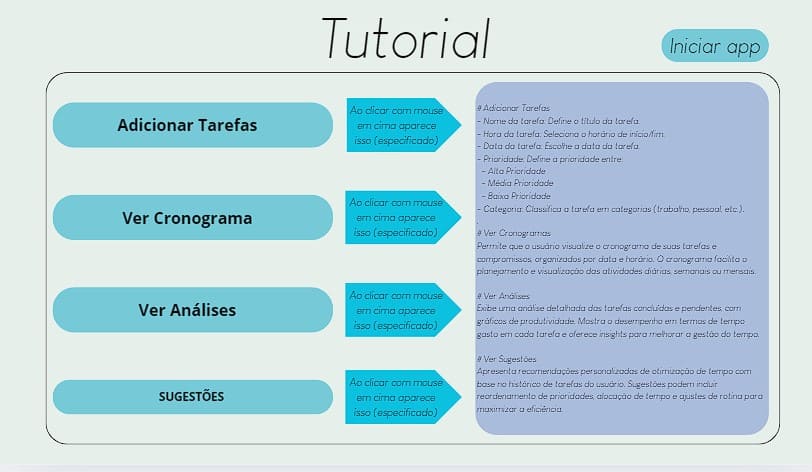 Tutorial
Iniciar app
Adicionar Tarefas
Ao clicar com mouse
em cima aparece
isso (especificado)
Ver Cronograma
Ao clicar com mouse
em cima aparece
isso (especificado)
Ver Análises
Ao clicar com mouse
em cima aparece
isso (especificado)
SUGESTÕES
Ao clicar com mouse
em cima aparece
isso (especificado)
# Adicionar Tarefas
- Nome da tarefa: Define o título da tarefa.
- Hora da tarefa: Seleciona o horário de início/fim.
- Data da tarefa: Escolhe a data da tarefa.
- Prioridade: Define a prioridade entre:
- Alta Prioridade
- Média Prioridade
- Baixa Prioridade
- Categoria: Classifica a tarefa em categorias (trabalho, pessoal, etc.).
.
# Ver Cronogramas
Permite que o usuário visualize o cronograma de suas tarefas e
compromissos, organizados por data e horário. O cronograma facilita o
planejamento e visualização das atividades diárias, semanais ou mensais.
# Ver Análises
Exibe uma análise detalhada das tarefas concluídas e pendentes, com
gráficos de produtividade. Mostra o desempenho em termos de tempo
gasto em cada tarefa e oferece insights para melhorar a gestão do tempo.
# Ver Sugestões
Apresenta recomendações personalizadas de otimização de tempo com
base no histórico de tarefas do usuário. Sugestões podem incluir
reordenamento de prioridades, alocação de tempo e ajustes de rotina para
maximizar a eficiência.